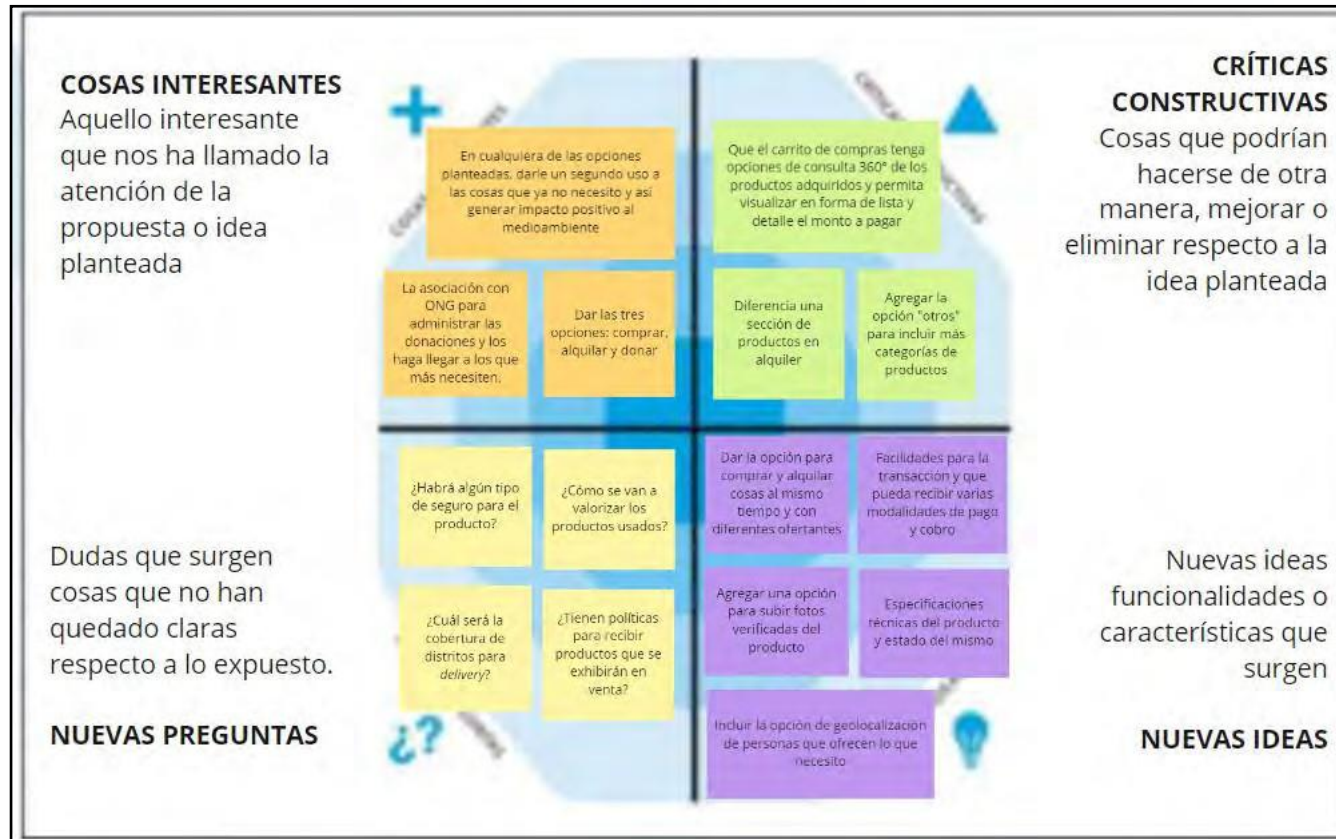 COSAS INTERESANTES
Aquello interesante
que nos ha llamado la
atención de la
propuesta o idea
planteada
En cualquiera de las opciones
planteadas, darle un segundo uso a
las cosas que ya no necesito y así
generar impacto positivo al
medioambiente
La asociación con
ONG para
administrar las
donaciones y los
haga llegar a los que
más necesiten.
Dar las tres
opciones: comprar,
alquilar y donar
CRÍTICAS
CONSTRUCTIVAS
Cosas que podrían
hacerse de otra
manera, mejorar o
eliminar respecto a la
idea planteada
Que el carrito de compras tenga
opciones de consulta 360° de los
productos adquiridos y permita
visualizar en forma de lista y
detalle el monto a pagar
Diferencia una
sección de
productos en
alquiler
Agregar la
opción "otros"
para incluir más
categorías de
productos
¿Habrá algún tipo
de seguro para el
producto?
¿Cómo se van a
valorizar los
productos usados?
¿Cuál será la
cobertura de
distritos para
delivery?
¿Tienen políticas
para recibir
productos que se
exhibirán en
venta?
Dudas que surgen
cosas que no han
quedado claras
respecto a lo expuesto.
NUEVAS PREGUNTAS
¿?
Dar la opción para
comprar y alquilar
cosas al mismo
tiempo y con
diferentes ofertantes
Facilidades para la
transacción y que
pueda recibir varias
modalidades de pago
y cobro
Agregar una opción
para subir fotos
verificadas del
producto
Especificaciones
técnicas del producto
y estado del mismo
Incluir la opción de geolocalización
de personas que ofrecen lo que
necesito
Nuevas ideas
funcionalidades o
características que
surgen
NUEVAS IDEAS